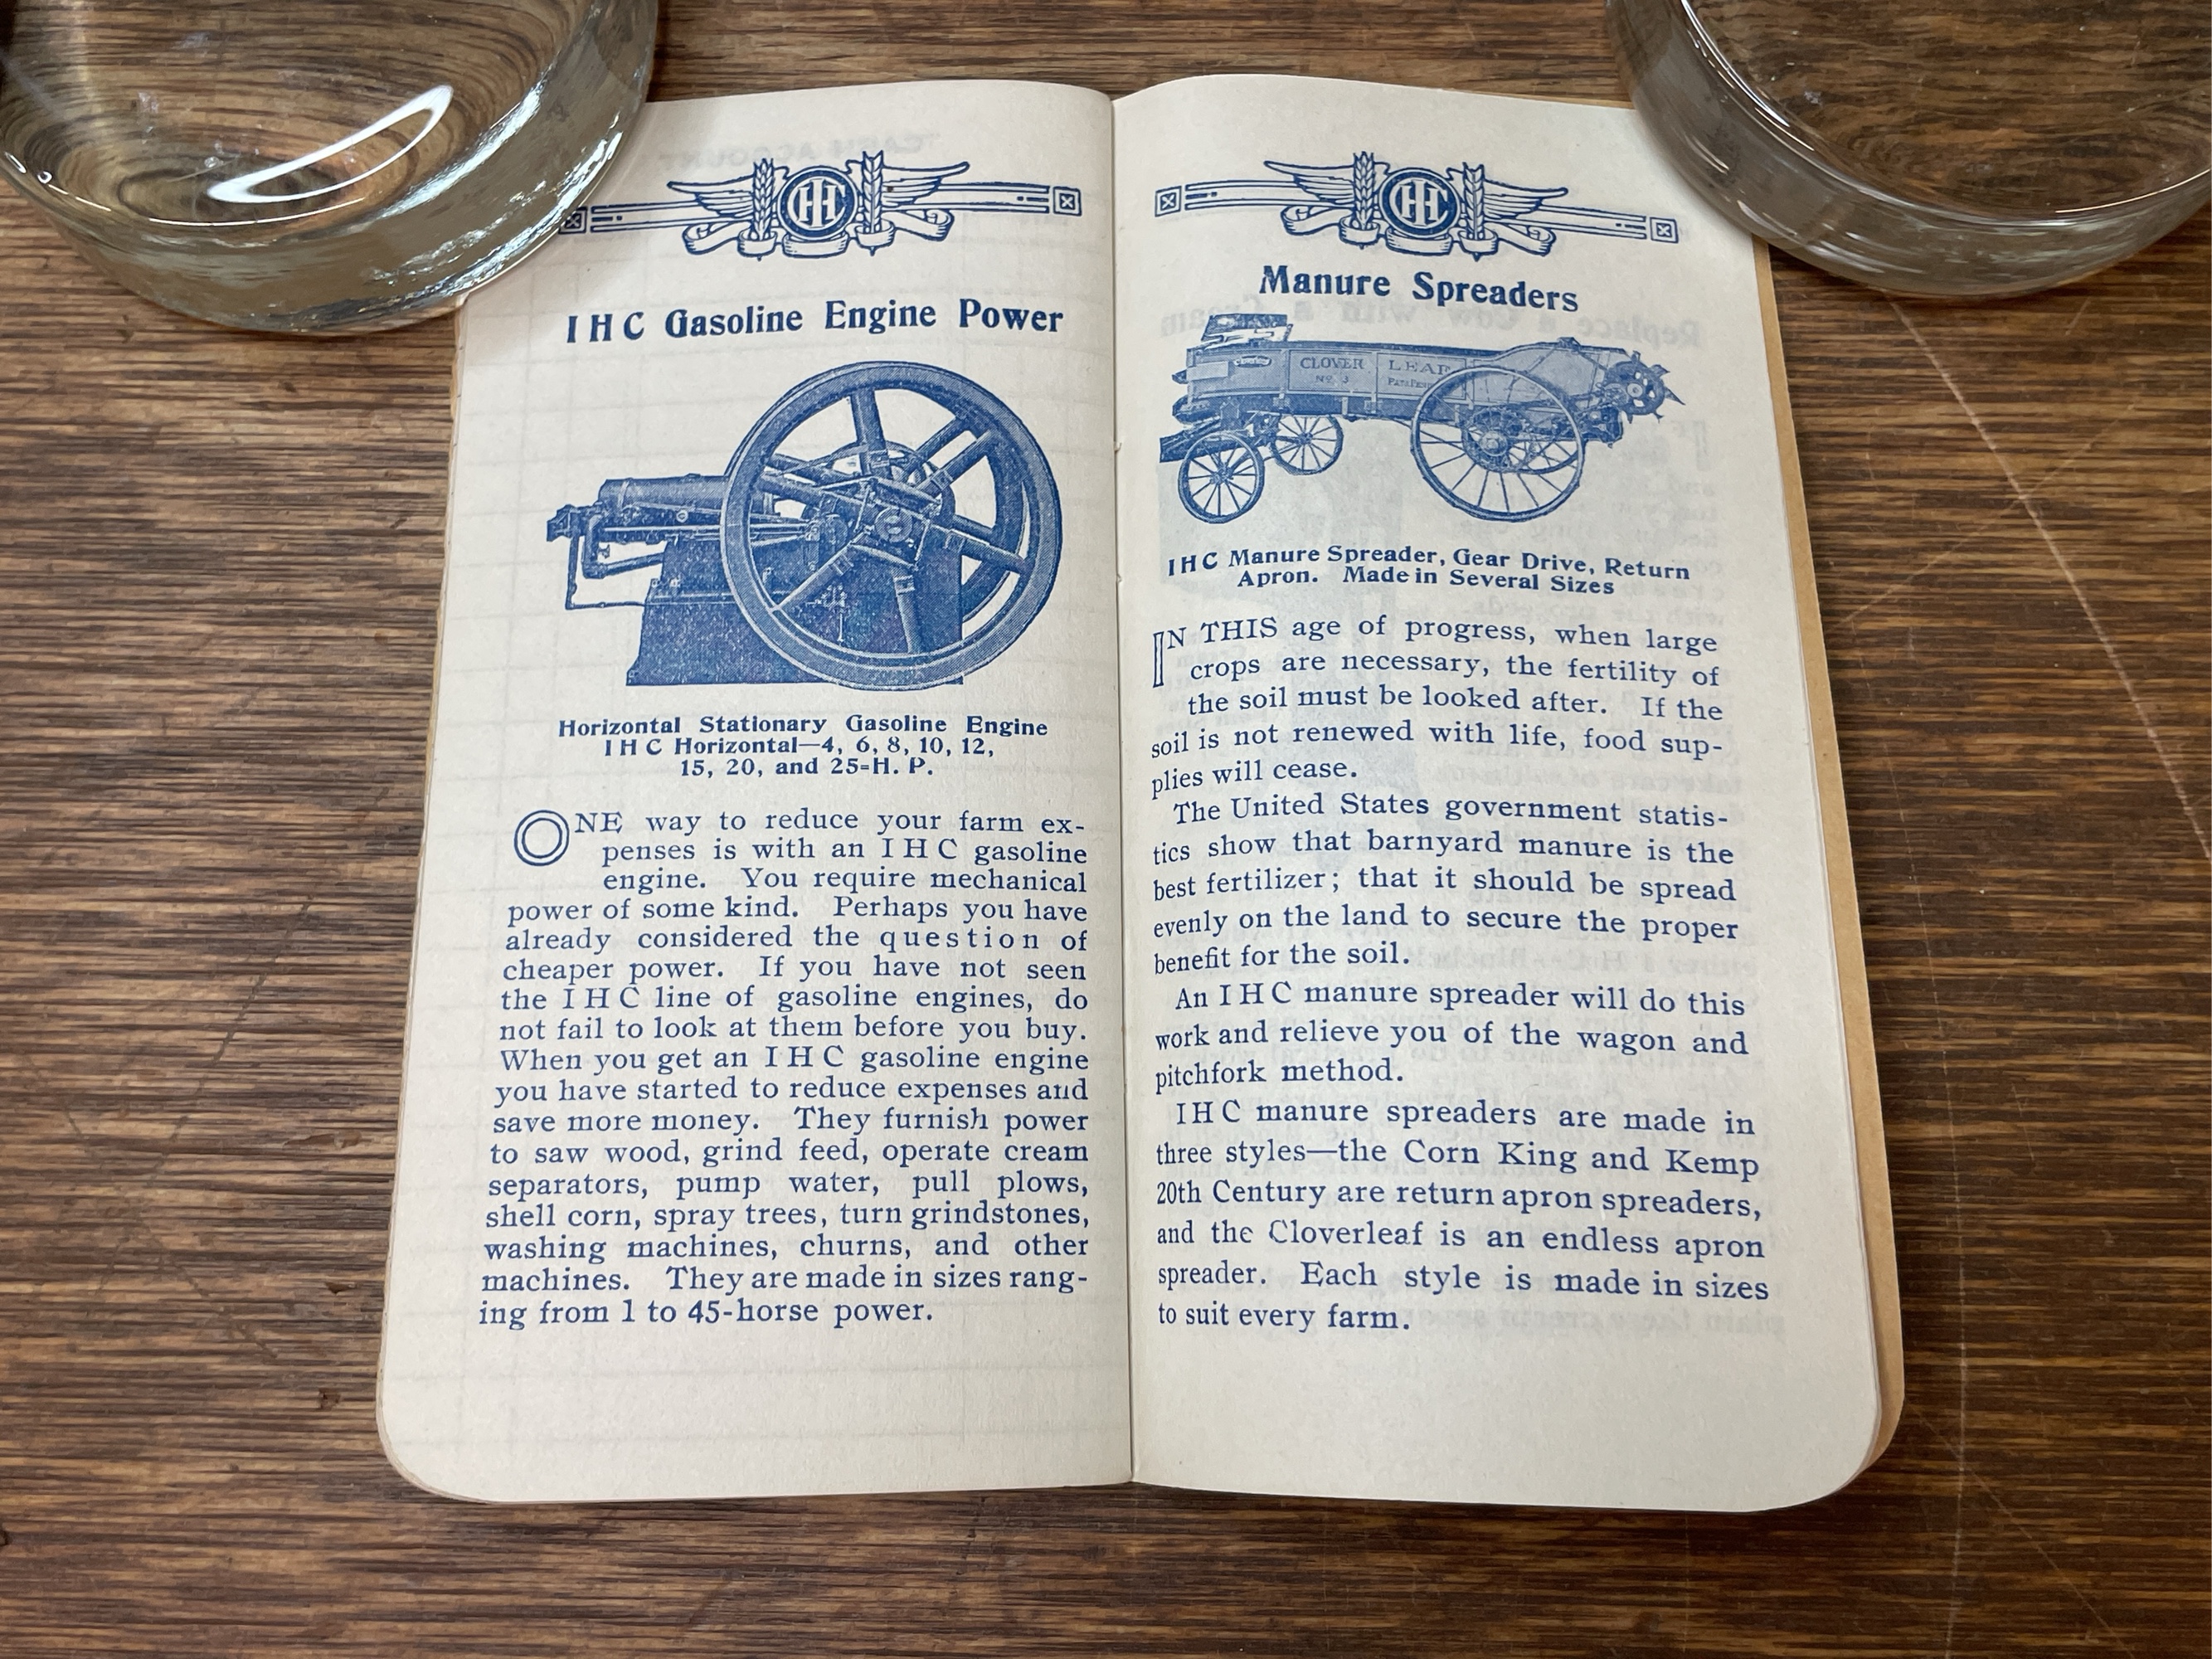 IHC
I H C Gasoline Engine Power
Horizontal Stationary Gasoline Engine
I H C Horizontal—4, 6, 8, 10, 12,
15, 20, and 25-H. P.
ONE way to reduce your farm ex-
penses is with an I H C gasoline
engine. You require mechanical
power of some kind. Perhaps you have
already considered the question of
cheaper power. If you have not seen
the I H C line of gasoline engines, do
not fail to look at them before you buy.
When you get an I H C gasoline engine
you have started to reduce expenses and
save more money. They furnish power
to saw wood, grind feed, operate cream
separators, pump water, pull plows,
shell corn, spray trees, turn grindstones,
washing machines, churns, and other
machines. They are made in sizes rang-
ing from 1 to 45-horse power.
IHC
Manure Spreaders
CLOVER LEAF
No 3
I H C Manure Spreader, Gear Drive, Return
Apron. Made in Several Sizes
IN THIS age of progress, when large
crops are necessary, the fertility of
the soil must be looked after. If the
soil is not renewed with life, food sup-
plies will cease.
The United States government statis-
tics show that barnyard manure is the
best fertilizer; that it should be spread
evenly on the land to secure the proper
benefit for the soil.
An I H C manure spreader will do this
work and relieve you of the wagon and
pitchfork method.
I H C manure spreaders are made in
three styles—the Corn King and Kemp
20th Century are return apron spreaders,
and the Cloverleaf is an endless apron
spreader. Each style is made in sizes
to suit every farm.